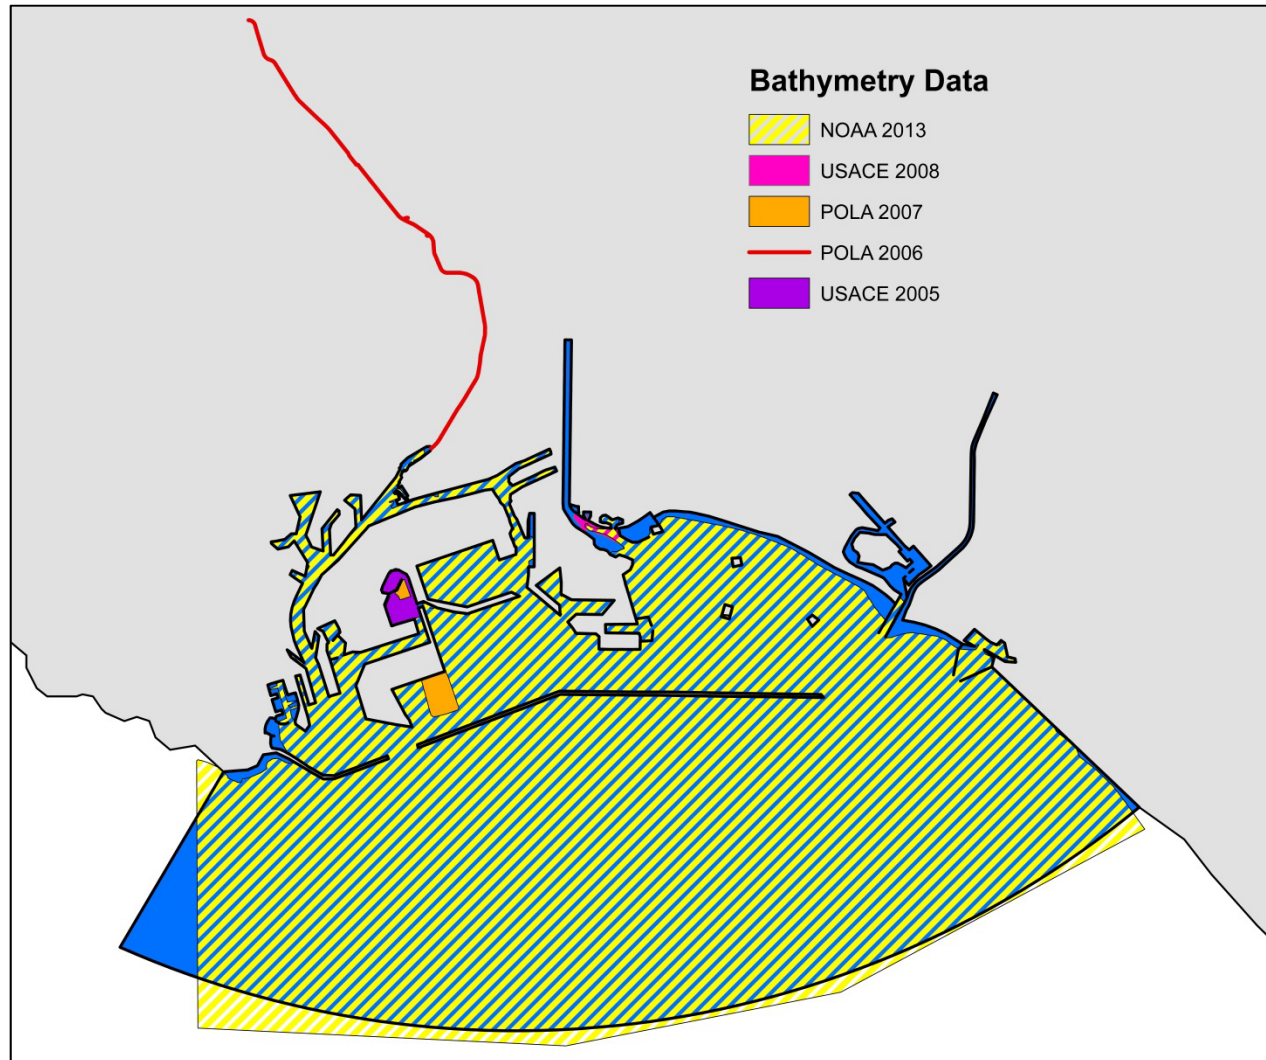 Bathymetry Data
NOAA 2013
USACE 2008
POLA 2007
POLA 2006
USACE 2005